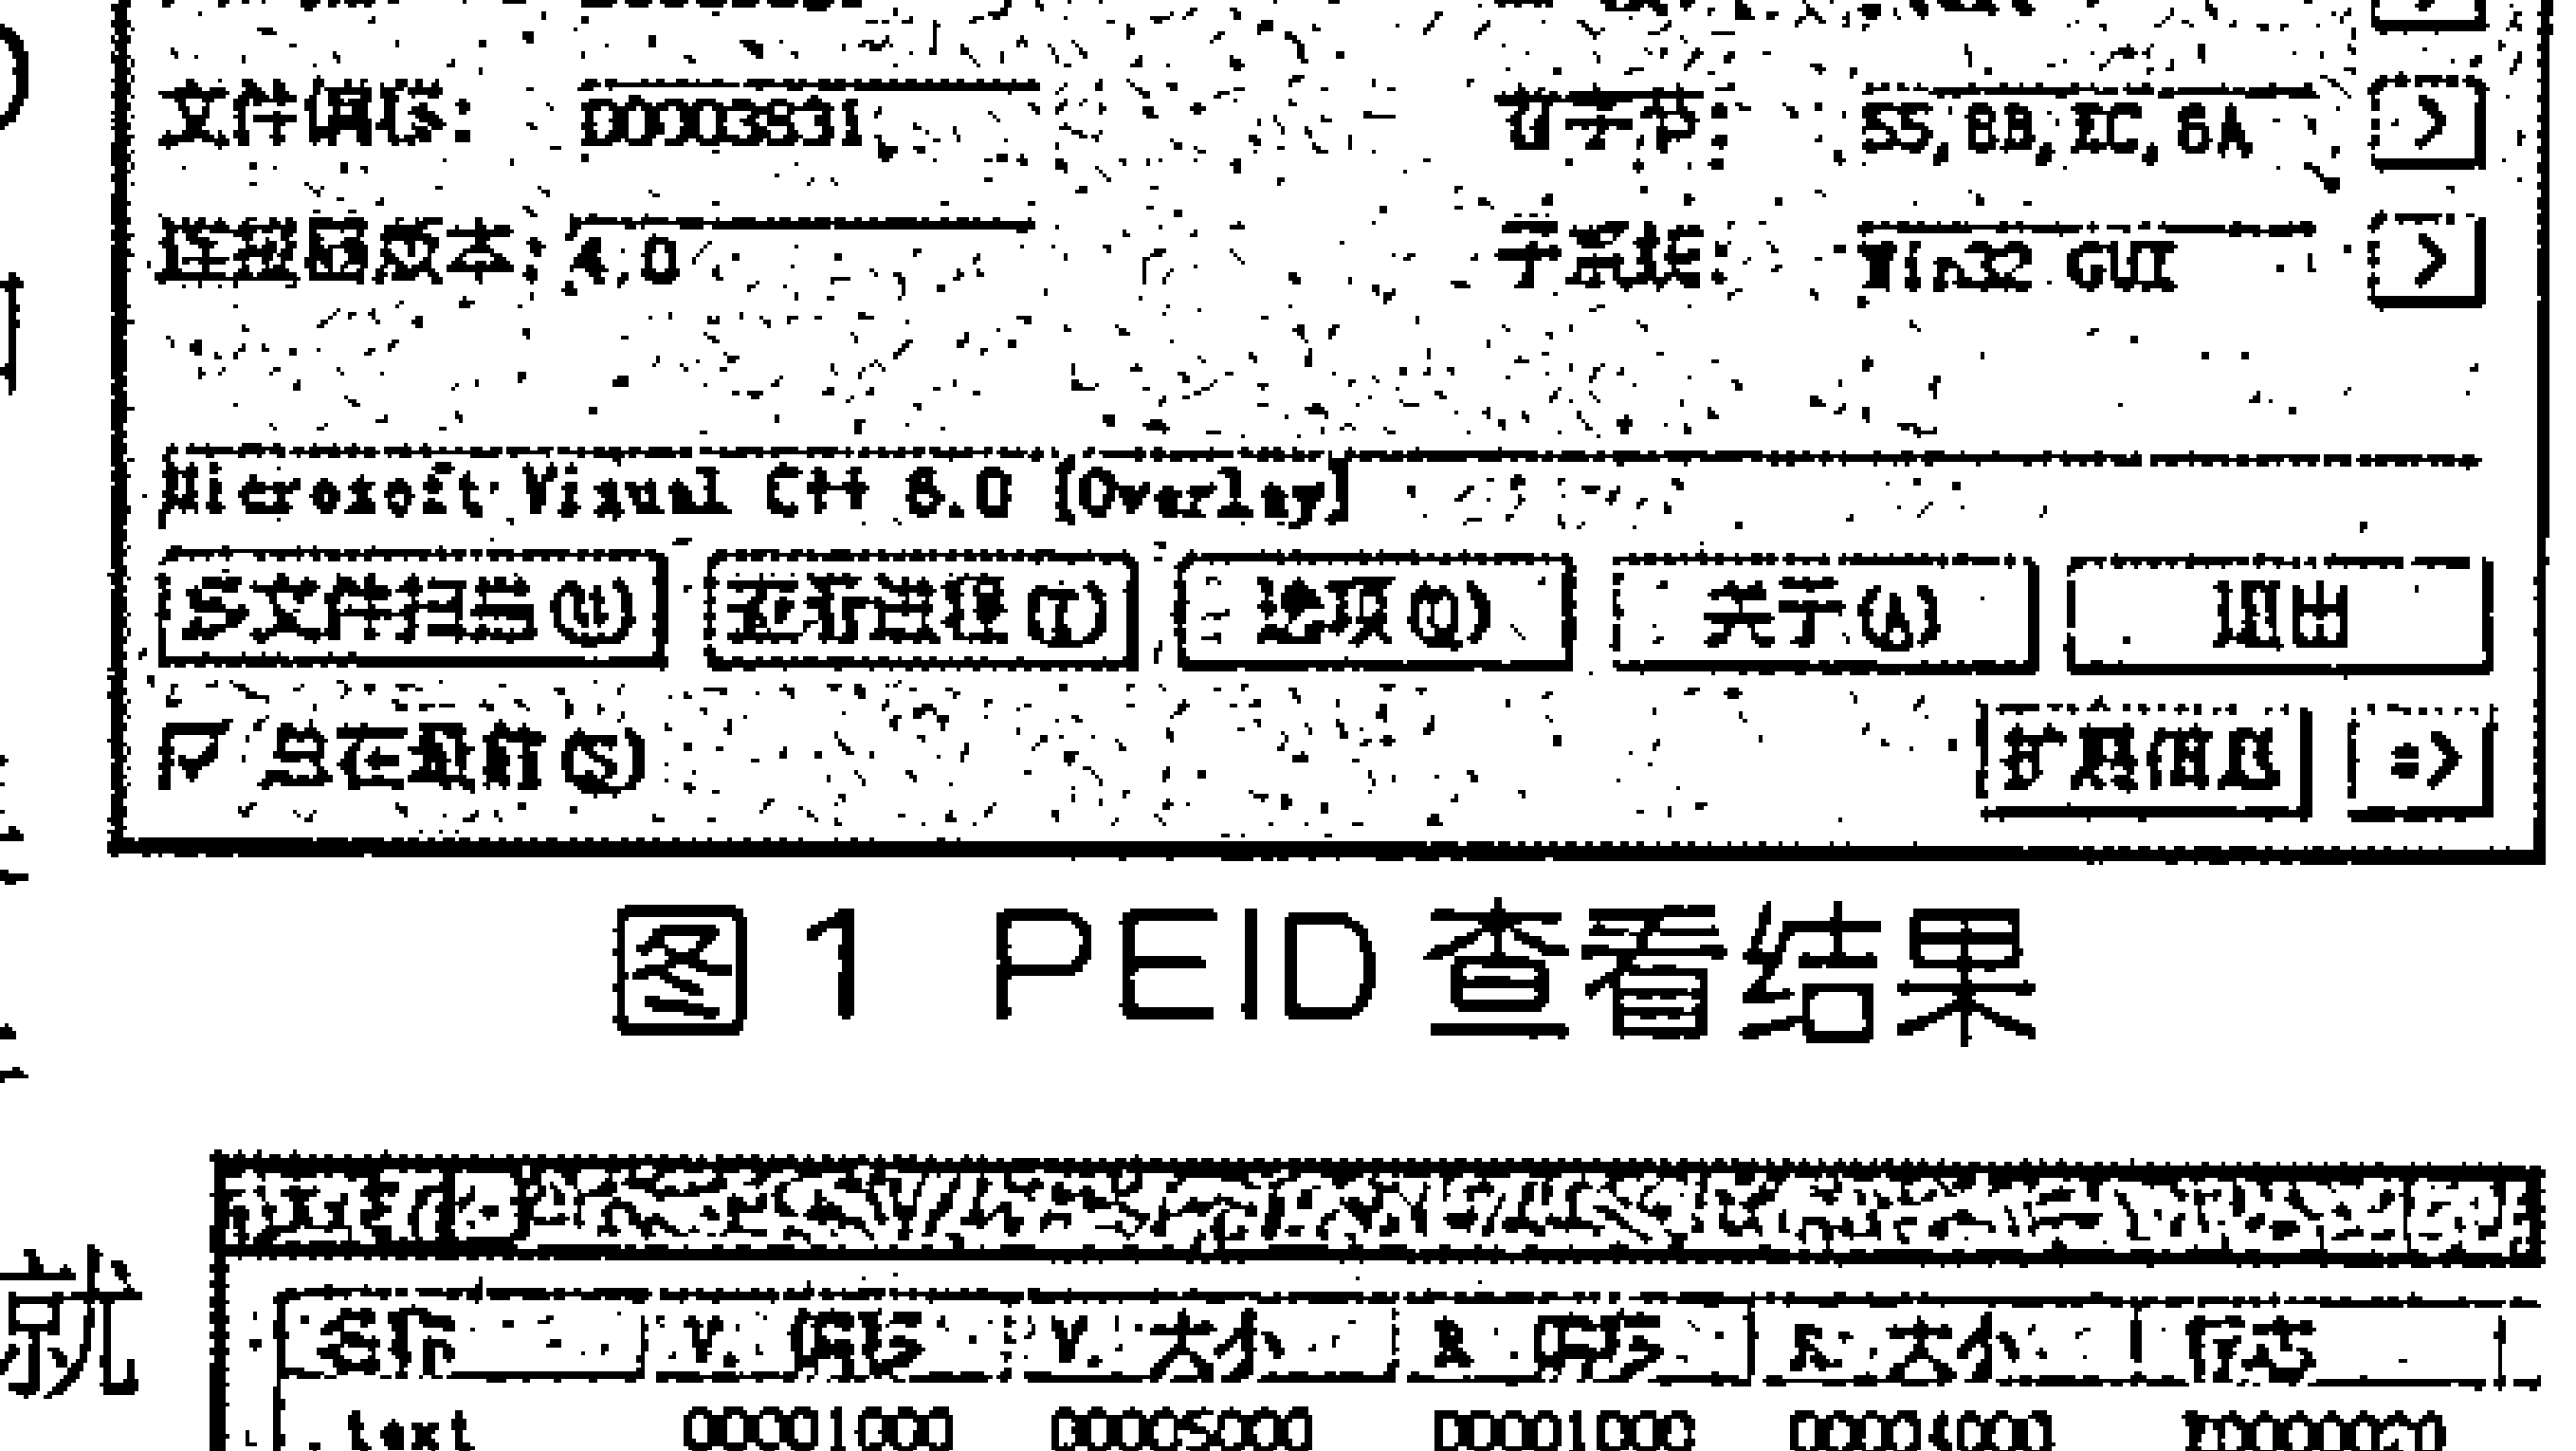 文件偏移: 00003831 首字节: 55,8B,EC,6A >
连接器版本: 4.0 子系统: Win32 GUI >
Microsoft Visual C++ 6.0 [Overlay]
多文件扫描(M) 查看进程(T) 选项(O) 关于(A) 退出
总在最前(S) 扩展信息 =>
图1 PEID查看结果
就
名称 V. 偏移 V. 大小 R. 偏移 R. 大小 标志
.text 00001000 00005000 00001000